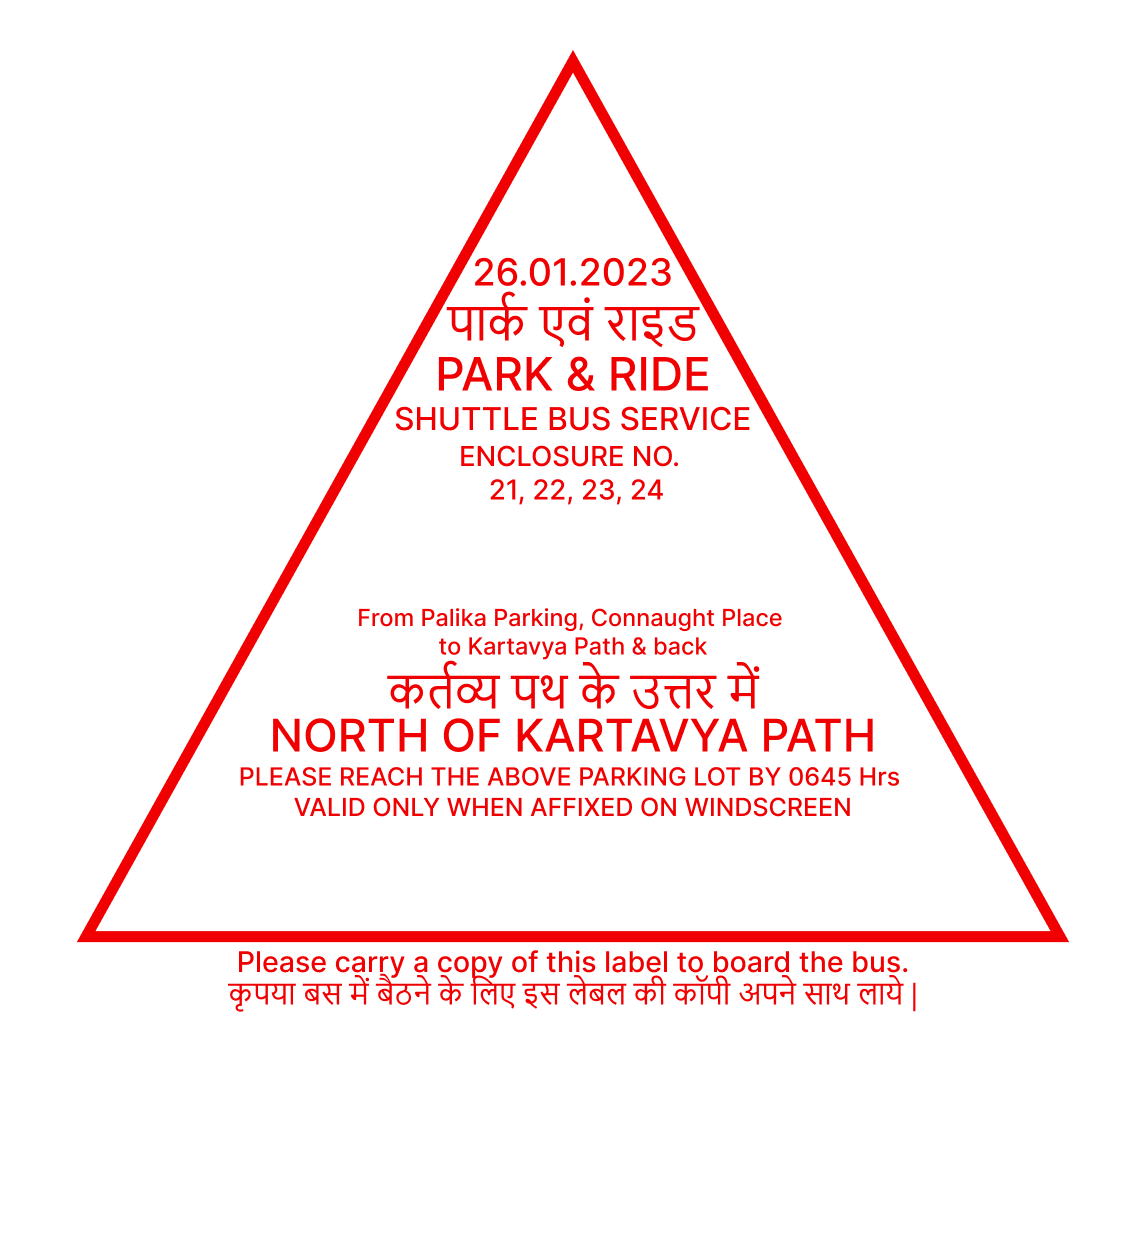 26.01.2023
पार्क एवं राइड
PARK & RIDE
SHUTTLE BUS SERVICE
ENCLOSURE NO.
21, 22, 23, 24
From Palika Parking, Connaught Place
to Kartavya Path & back
कर्तव्य पथ के उत्तर में
NORTH OF KARTAVYA PATH
PLEASE REACH THE ABOVE PARKING LOT BY 0645 Hrs
VALID ONLY WHEN AFFIXED ON WINDSCREEN
Please carry a copy of this label to board the bus.
कृपया बस में बैठने के लिए इस लेबल की कॉपी अपने साथ लाये |